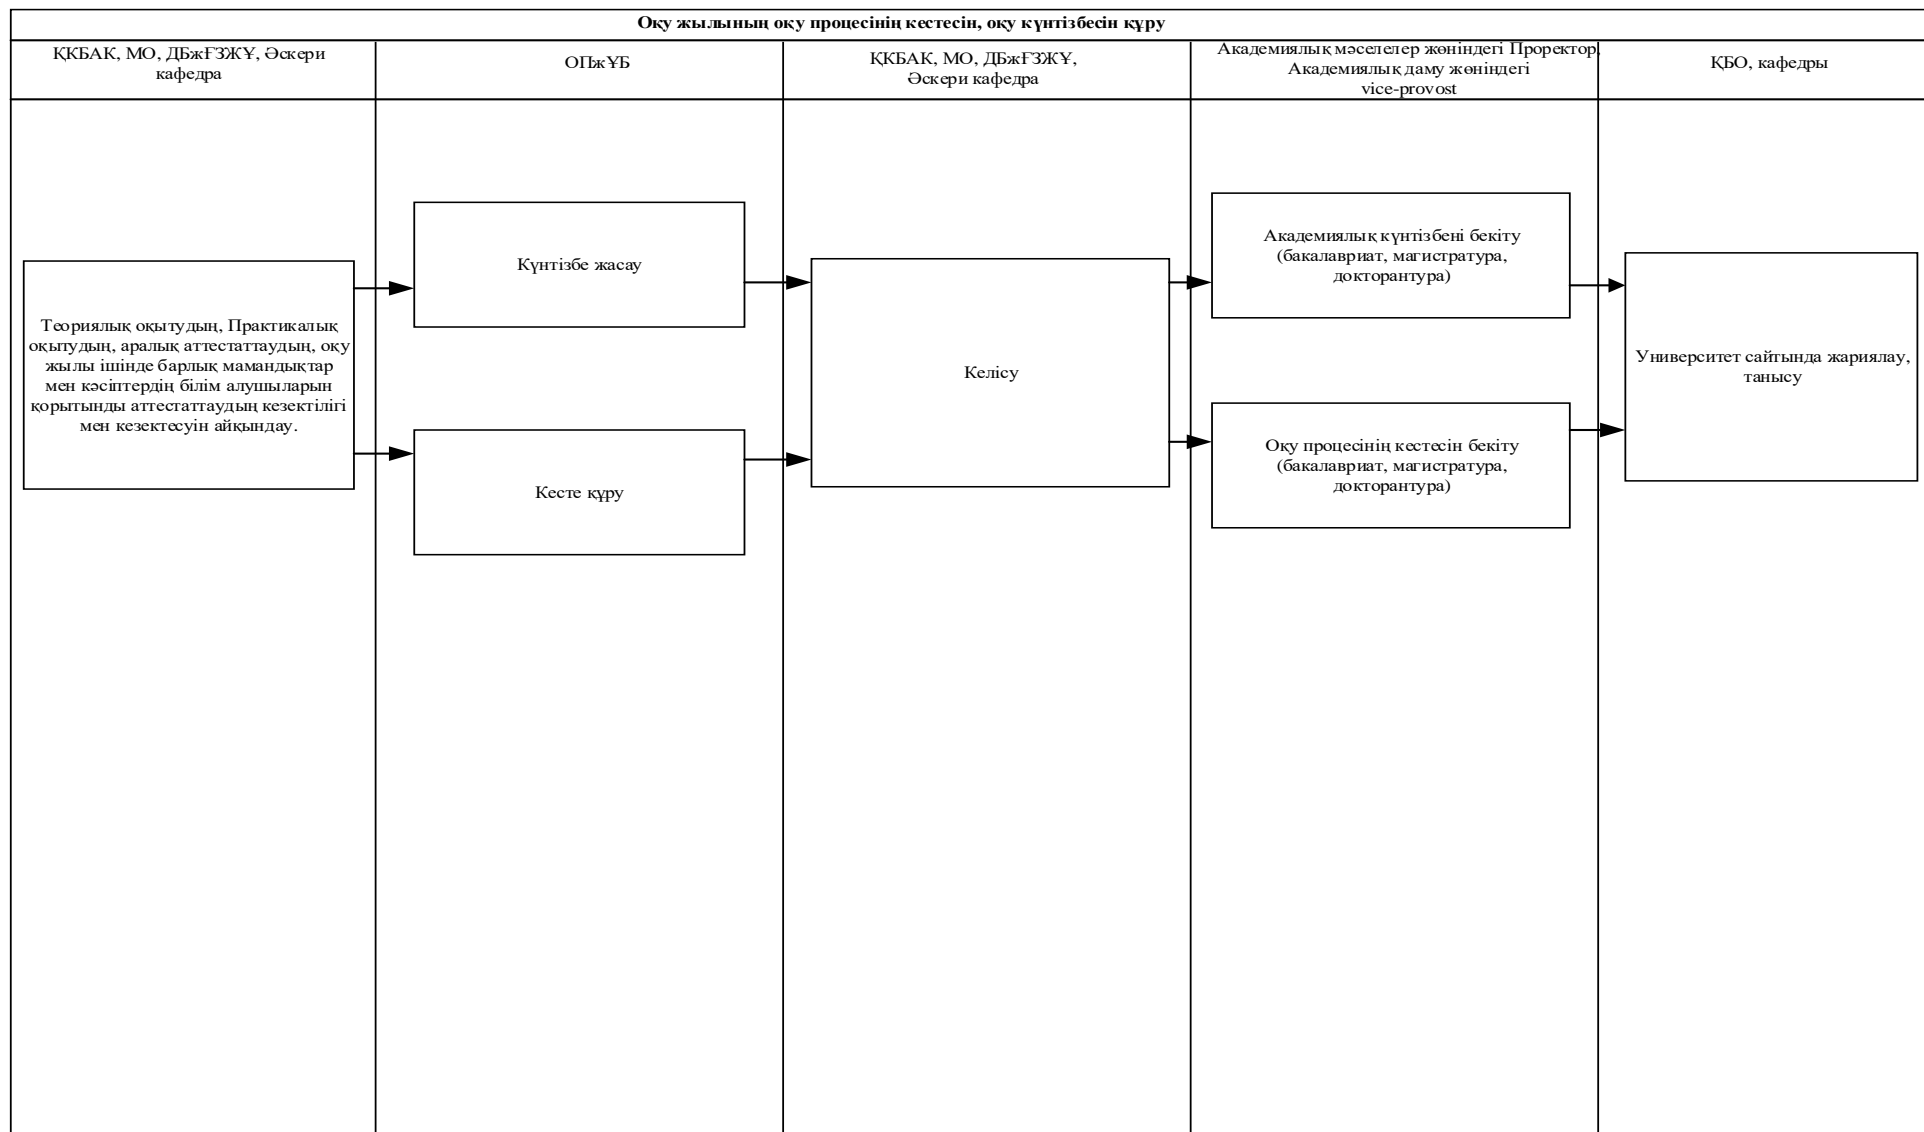 Оқу жылының оқу процесінің кестесін, оқу күнтізбесін құру
ҚКБАК, МО, ДБжҒЗЖҰ, Әскери
кафедра
ОПжҰБ
ҚКБАК, МО, ДБжҒЗЖҰ,
Әскери кафедра
Академиялық мәселелер жөніндегі Проректор,
Академиялық даму жөніндегі
vice-provost
ҚБО, кафедры
Теориялық оқытудың, Практикалық
оқытудың, аралық аттестаттаудың, оқу
жылы ішінде барлық мамандықтар
мен кәсіптердің білім алушыларын
қорытынды аттестаттаудың кезектілігі
мен кезектесуін айқындау.
Күнтізбе жасау
Кесте құру
Келісу
Академиялық күнтізбені бекіту
(бакалавриат, магистратура,
докторантура)
Оқу процесінің кестесін бекіту
(бакалавриат, магистратура,
докторантура)
Университет сайтында жариялау,
танысу